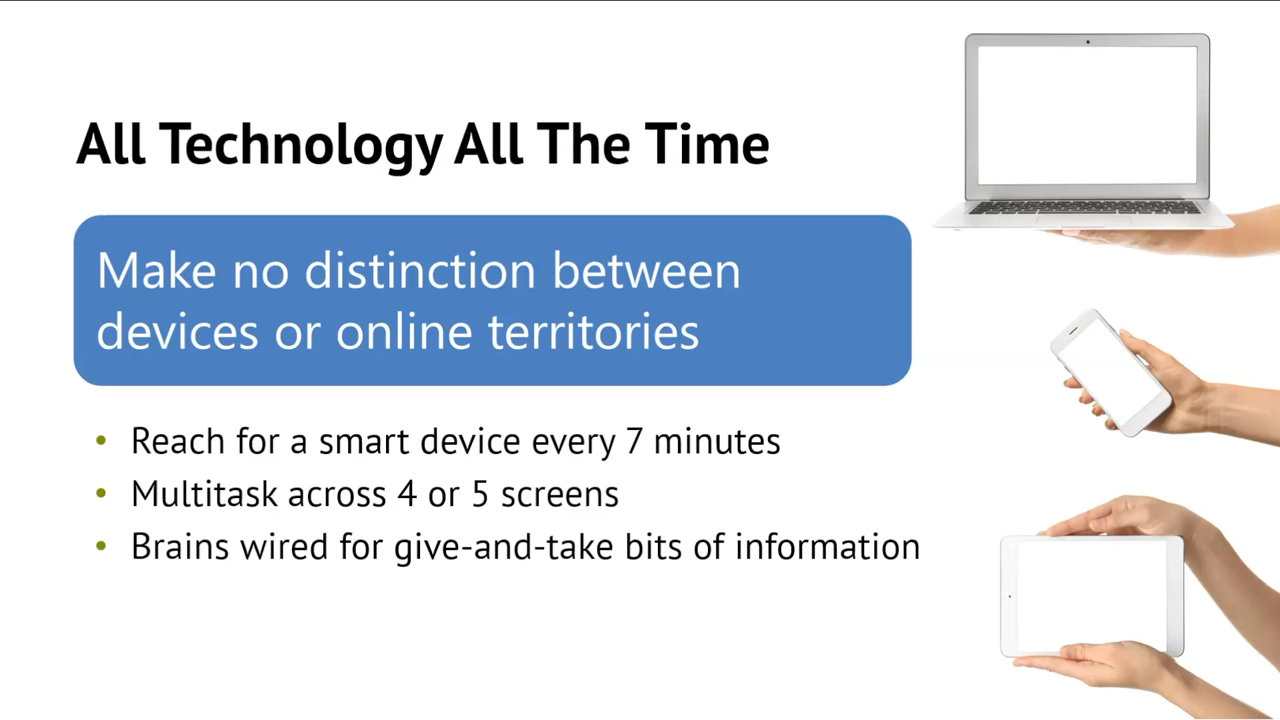 All Technology All The Time
Make no distinction between
devices or online territories
• Reach for a smart device every 7 minutes
• Multitask across 4 or 5 screens
• Brains wired for give-and-take bits of information